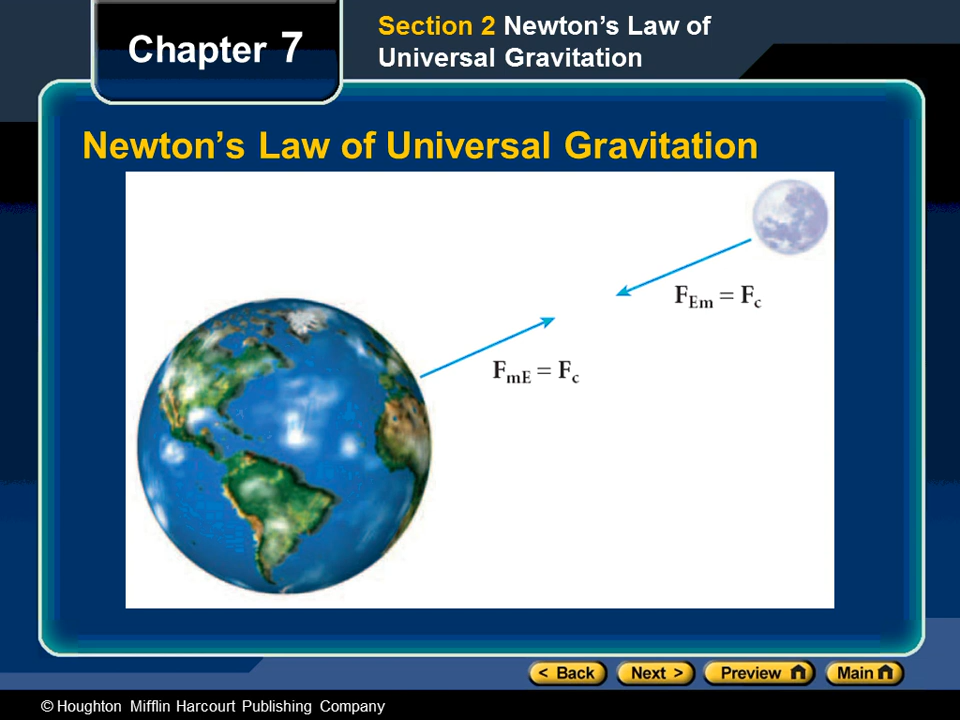 Chapter 7
Section 2 Newton’s Law of
Universal Gravitation
Newton’s Law of Universal Gravitation
FEm = Fc
FmE = Fc
< Back
Next >
Preview
Main
© Houghton Mifflin Harcourt Publishing Company